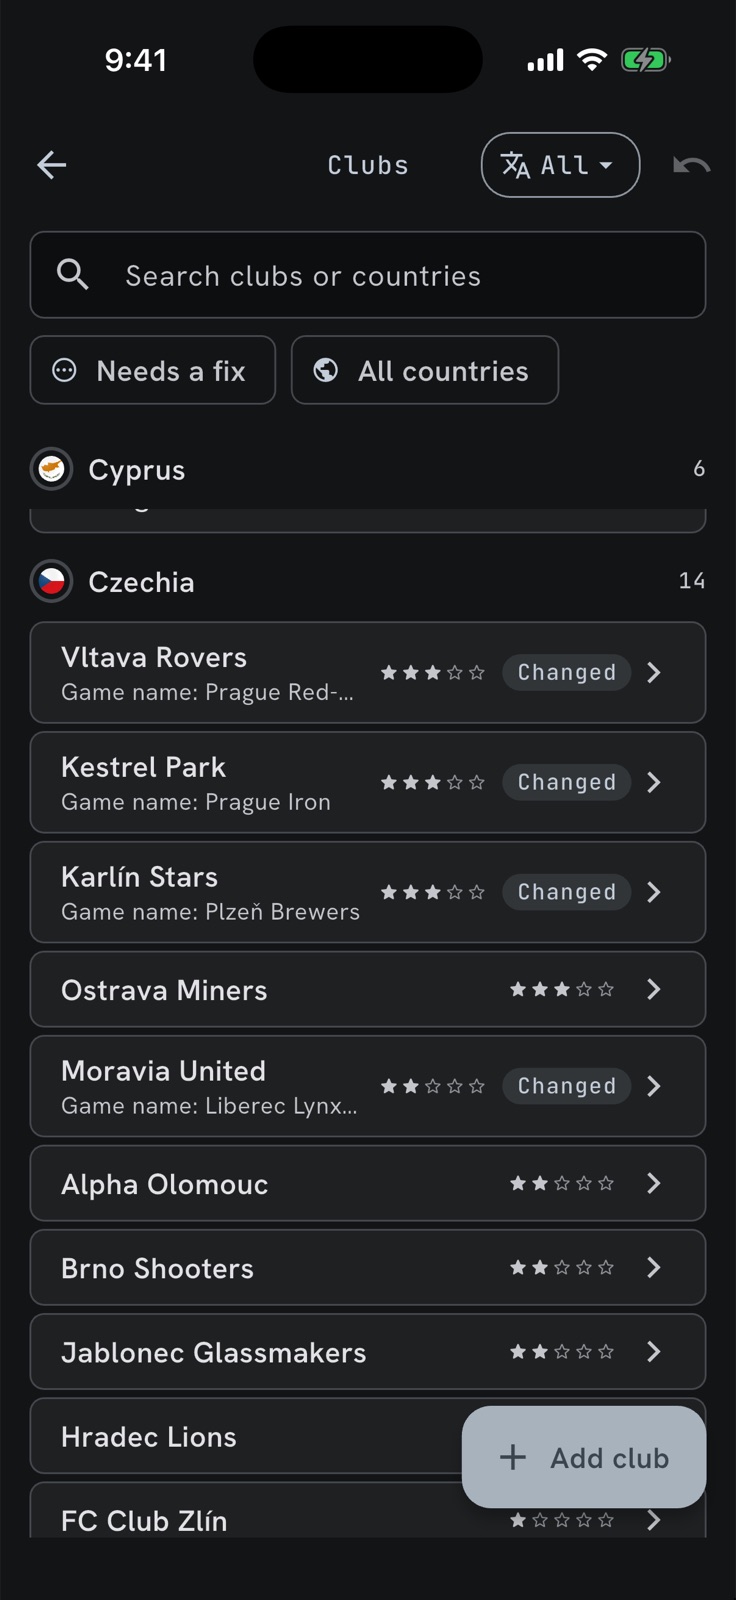 9:41
Clubs
All
Search clubs or countries
Needs a fix
All countries
Cyprus
6
Czechia
14
Vltava Rovers
Game name: Prague Red-...
Changed
Kestrel Park
Game name: Prague Iron
Changed
Karlín Stars
Game name: Plzeň Brewers
Changed
Ostrava Miners
Moravia United
Game name: Liberec Lynx...
Changed
Alpha Olomouc
Brno Shooters
Jablonec Glassmakers
Hradec Lions
Add club
FC Club Zlín